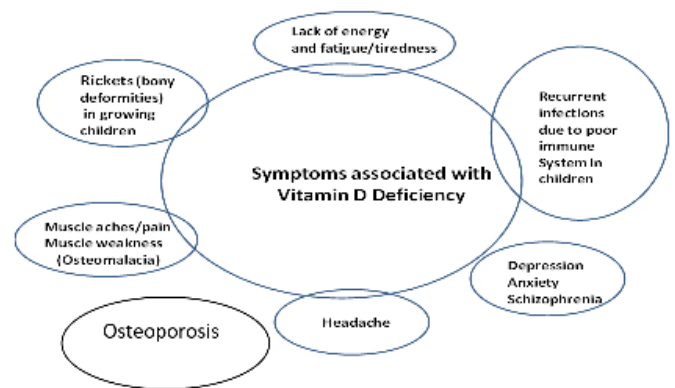 Lack of energy
and fatigue/tiredness
Rickets (bony
deformities)
in growing
children
Recurrent
infections
due to poor
immune
System in
children
Symptoms associated with
Vitamin D Deficiency
Muscle aches/pain
Muscle weakness
(Osteomalacia)
Depression
Anxiety
Schizophrenia
Osteoporosis
Headache